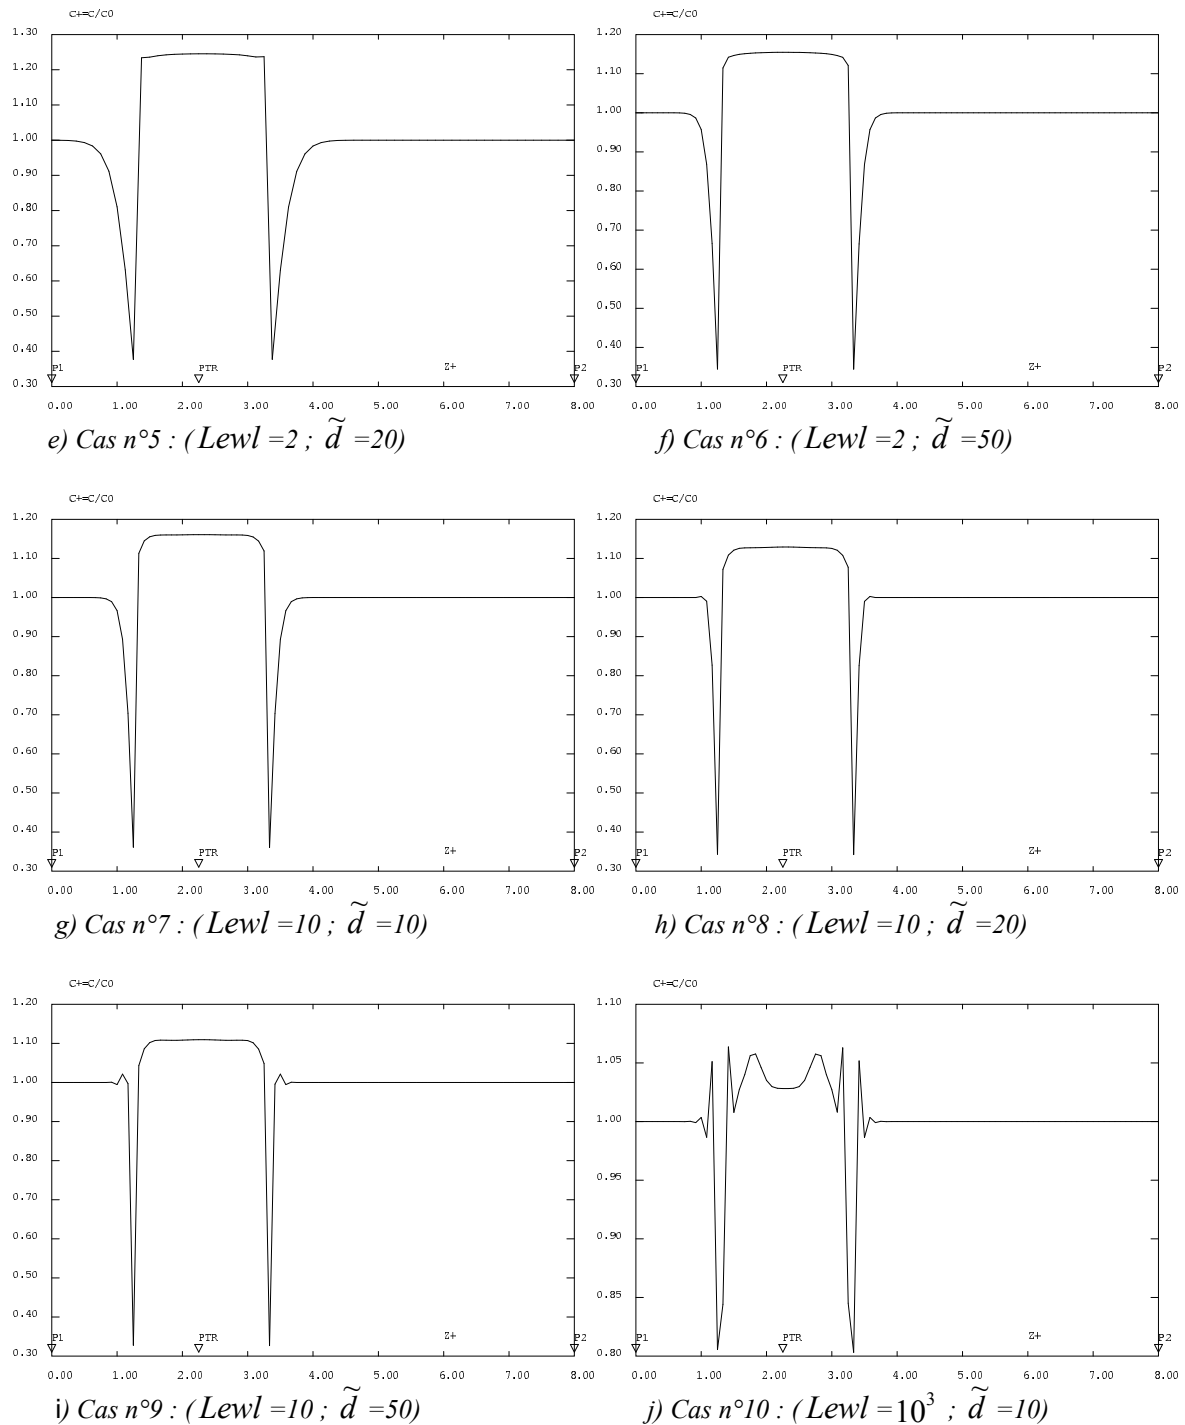 C+=C/C0
1.30
1.20
1.10
1.00
0.90
0.80
0.70
0.60
0.50
0.40
0.30
P1
PTR
Z+
P2
0.00 1.00 2.00 3.00 4.00 5.00 6.00 7.00 8.00
e) Cas n°5 : (Lewl =2 ; d̃ =20)
C+=C/C0
1.20
1.10
1.00
0.90
0.80
0.70
0.60
0.50
0.40
0.30
P1
PTR
Z+
P2
0.00 1.00 2.00 3.00 4.00 5.00 6.00 7.00 8.00
f) Cas n°6 : (Lewl =2 ; d̃ =50)
C+=C/C0
1.20
1.10
1.00
0.90
0.80
0.70
0.60
0.50
0.40
0.30
P1
PTR
Z+
P2
0.00 1.00 2.00 3.00 4.00 5.00 6.00 7.00 8.00
g) Cas n°7 : (Lewl =10 ; d̃ =10)
C+=C/C0
1.20
1.10
1.00
0.90
0.80
0.70
0.60
0.50
0.40
0.30
P1
PTR
Z+
P2
0.00 1.00 2.00 3.00 4.00 5.00 6.00 7.00 8.00
h) Cas n°8 : (Lewl =10 ; d̃ =20)
C+=C/C0
1.20
1.10
1.00
0.90
0.80
0.70
0.60
0.50
0.40
0.30
P1
PTR
Z+
P2
0.00 1.00 2.00 3.00 4.00 5.00 6.00 7.00 8.00
i) Cas n°9 : (Lewl =10 ; d̃ =50)
C+=C/C0
1.10
1.05
1.00
0.95
0.90
0.85
0.80
P1
PTR
Z+
P2
0.00 1.00 2.00 3.00 4.00 5.00 6.00 7.00 8.00
j) Cas n°10 : (Lewl =10³ ; d̃ =10)